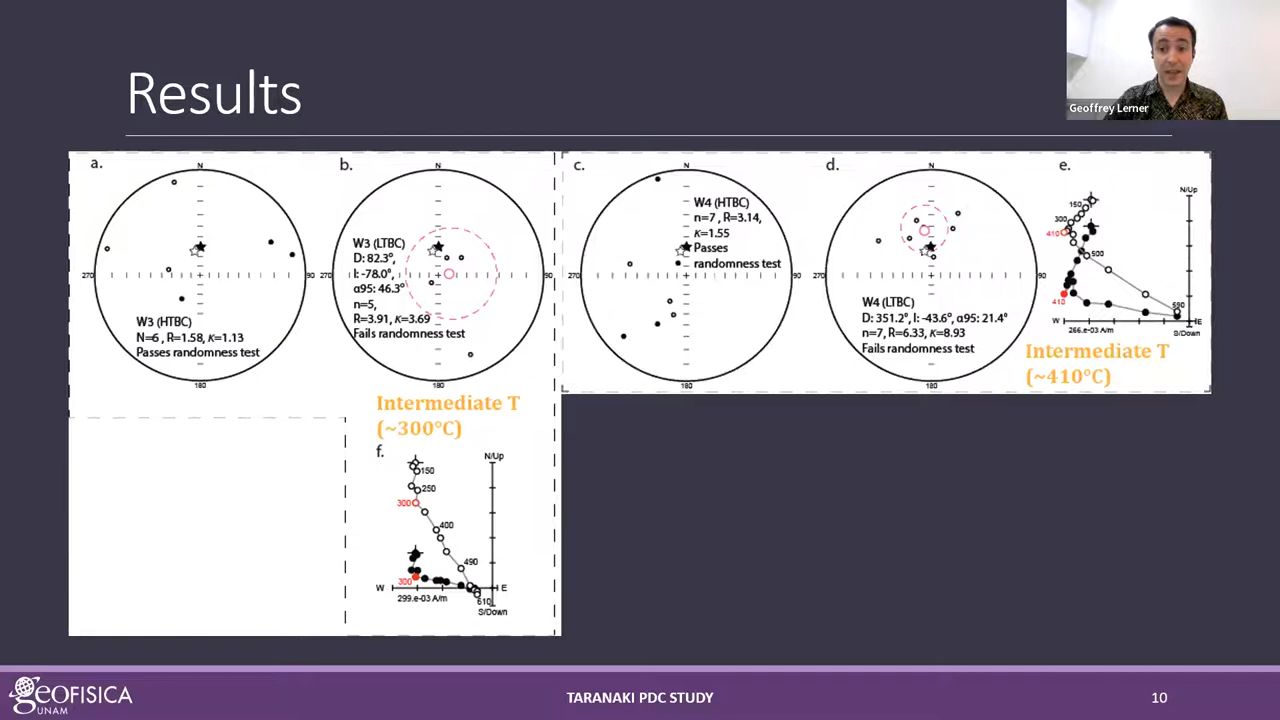 Results
Geoffrey Lerner
a.
N
270
90
180
W3 (HTBC)
N=6 , R=1.58, κ=1.13
Passes randomness test
b.
N
270
90
180
W3 (LTBC)
D: 82.3°,
I: -78.0°,
α95: 46.3°
n=5,
R=3.91, κ=3.69
Fails randomness test
c.
N
270
90
180
W4 (HTBC)
n=7 , R=3.14,
κ=1.55
Passes
randomness test
d.
N
270
90
180
W4 (LTBC)
D: 351.2°, I: -43.6°, α95: 21.4°
n=7, R=6.33, κ=8.93
Fails randomness test
e.
N/Up
150
300
410
500
590
410
W
E
266.e-03 A/m
S/Down
Intermediate T
(~410°C)
Intermediate T
(~300°C)
f.
N/Up
150
250
300
400
490
300
W
E
610
299.e-03 A/m
S/Down
geOFISICA
UNAM
TARANAKI PDC STUDY
10